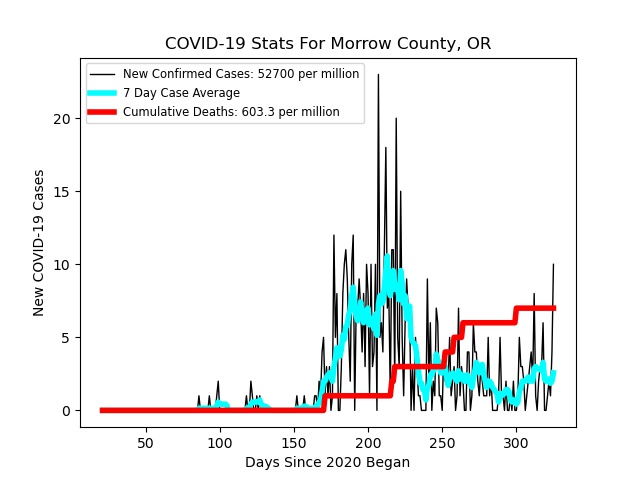 COVID-19 Stats For Morrow County, OR
New Confirmed Cases: 52700 per million
7 Day Case Average
Cumulative Deaths: 603.3 per million
New COVID-19 Cases
20
15
10
5
0
50 100 150 200 250 300
Days Since 2020 Began